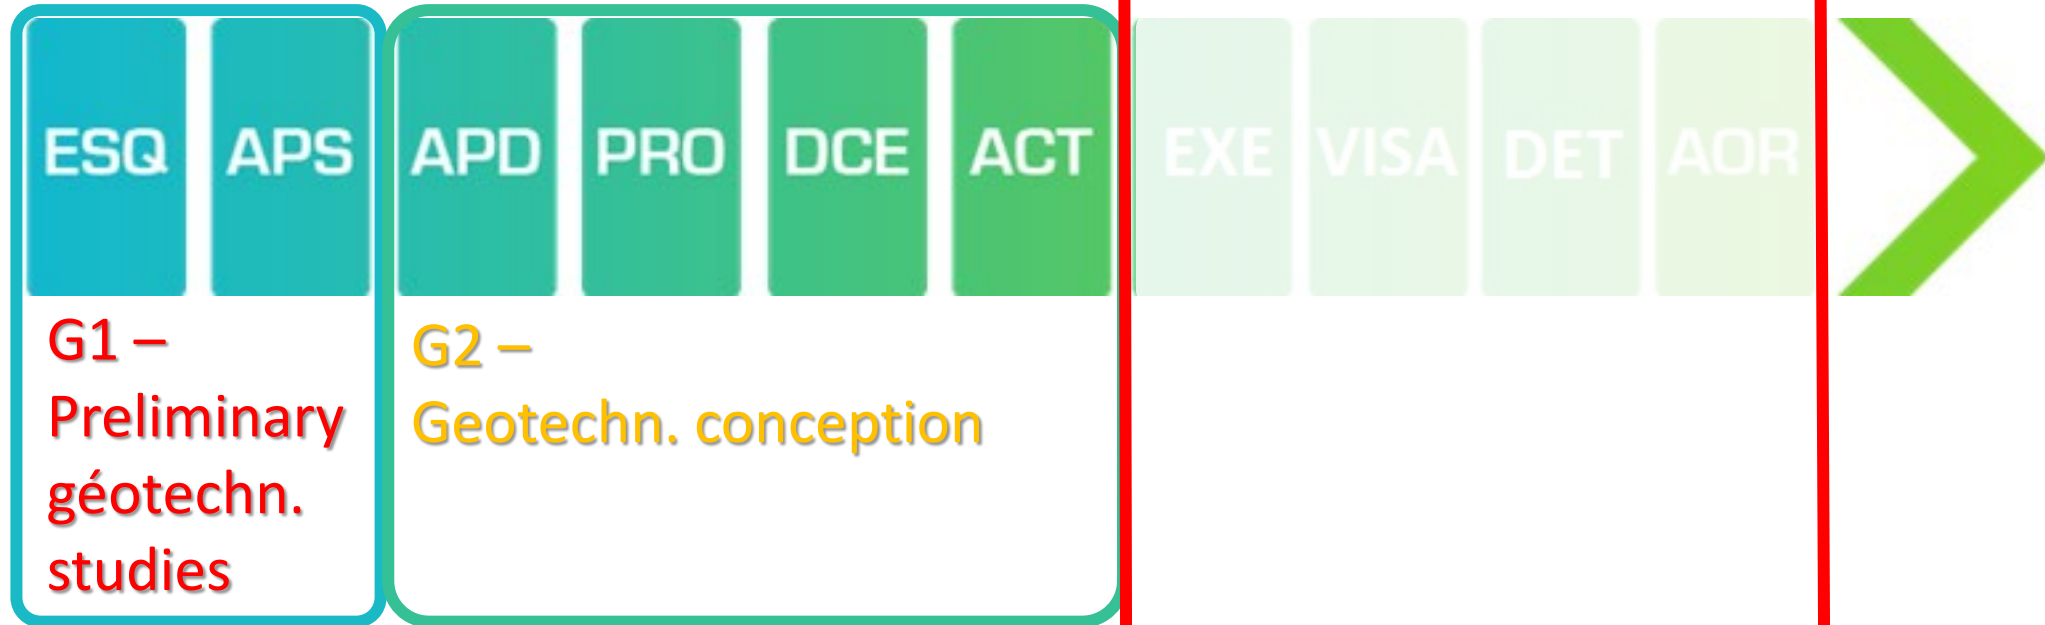 ESQ APS APD PRO DCE ACT EXE VISA DET AOR
G1 –
Preliminary
géotechn.
studies
G2 –
Geotechn. conception